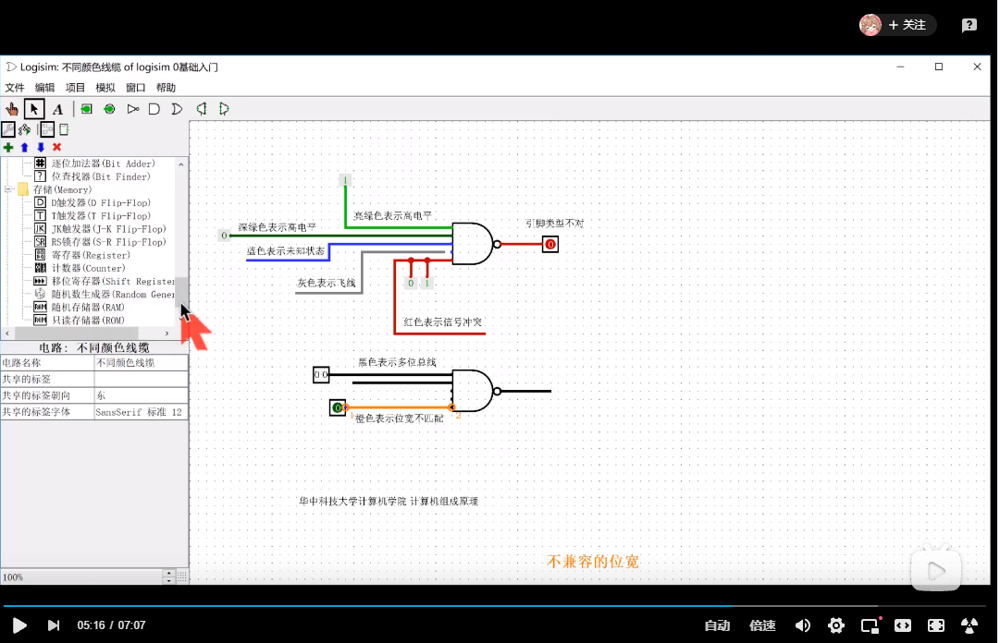 + 关注
?
Logisim: 不同颜色线缆 of logisim 0基础入门
文件 编辑 项目 模拟 窗口 帮助
A
逐位加法器(Bit Adder)
? 位查找器(Bit Finder)
存储(Memory)
D D触发器(D Flip-Flop)
T T触发器(T Flip-Flop)
JK JK触发器(J-K Flip-Flop)
SR RS锁存器(S-R Flip-Flop)
寄存器(Register)
计数器(Counter)
移位寄存器(Shift Register
随机数生成器(Random Gener
随机存储器(RAM)
只读存储器(ROM)
电路: 不同颜色线缆
电路名称 不同颜色线缆
共享的标签
共享的标签朝向 东
共享的标签字体 SansSerif 标准 12
100%
1
亮绿色表示高电平
深绿色表示高电平
0
蓝色表示未知状态
灰色表示飞线
0 1
红色表示信号冲突
引脚类型不对
0
黑色表示多位总线
0 0
0
1
橙色表示位宽不匹配
2
华中科技大学计算机学院 计算机组成原理
不兼容的位宽
05:16 / 07:07
自动 倍速